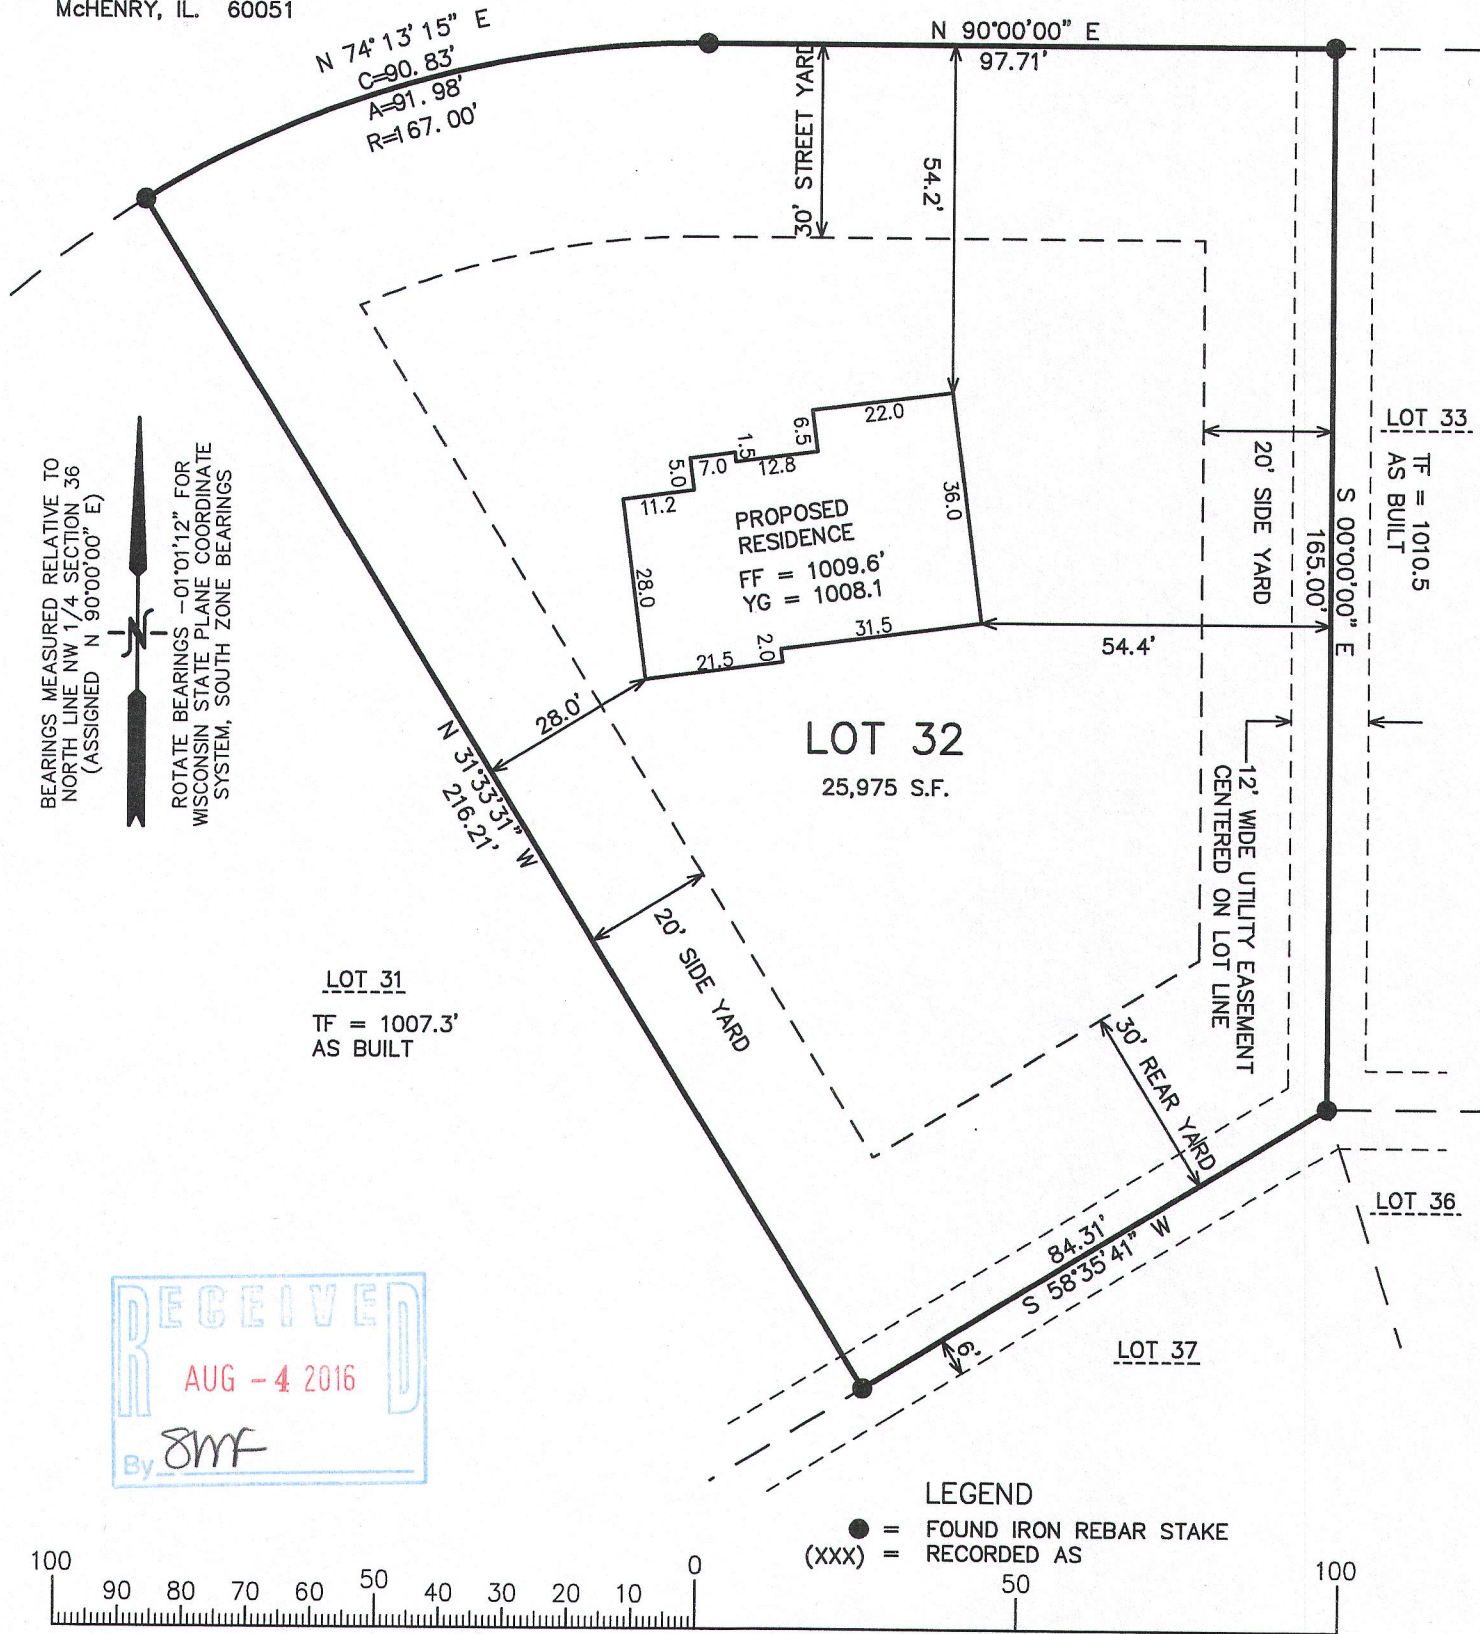 McHENRY, IL. 60051
N 74°13'15" E
C=90.83'
A=91.98'
R=167.00'
N 90°00'00" E
97.71'
30' STREET YARD
54.2'
22.0
6.5
1.5
12.8
7.0
5.0
11.2
28.0
36.0
PROPOSED
RESIDENCE
FF = 1009.6'
YG = 1008.1
31.5
2.0
21.5
28.0'
54.4'
20' SIDE YARD
S 00°00'00" E
165.00'
LOT 33
TF = 1010.5
AS BUILT
BEARINGS MEASURED RELATIVE TO
NORTH LINE NW 1/4 SECTION 36
(ASSIGNED N 90°00'00" E)
N
ROTATE BEARINGS -01°01'12" FOR
WISCONSIN STATE PLANE COORDINATE
SYSTEM, SOUTH ZONE BEARINGS
N 31°33'31" W
216.21'
LOT 32
25,975 S.F.
12' WIDE UTILITY EASEMENT
CENTERED ON LOT LINE
20' SIDE YARD
LOT 31
TF = 1007.3'
AS BUILT
30' REAR YARD
84.31'
S 58°35'41" W
6'
LOT 36
LOT 37
RECEIVED
AUG - 4 2016
By SMF
LEGEND
● = FOUND IRON REBAR STAKE
(XXX) = RECORDED AS
100 90 80 70 60 50 40 30 20 10 0 50 100